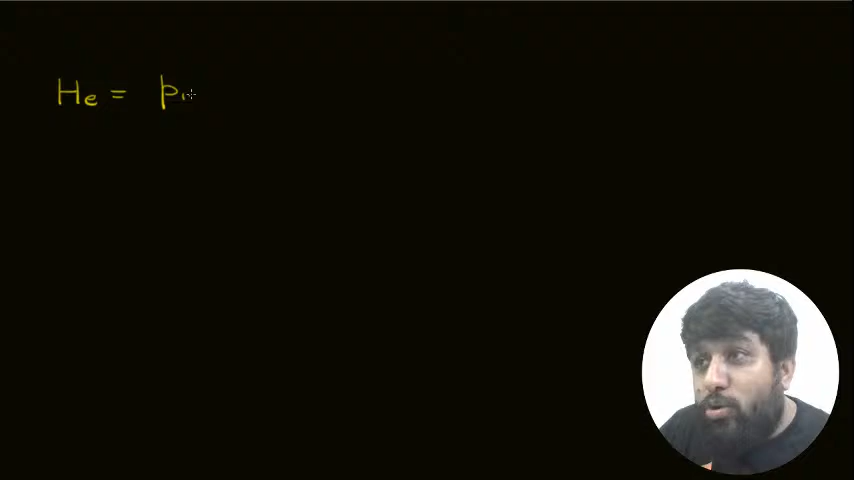 He = p